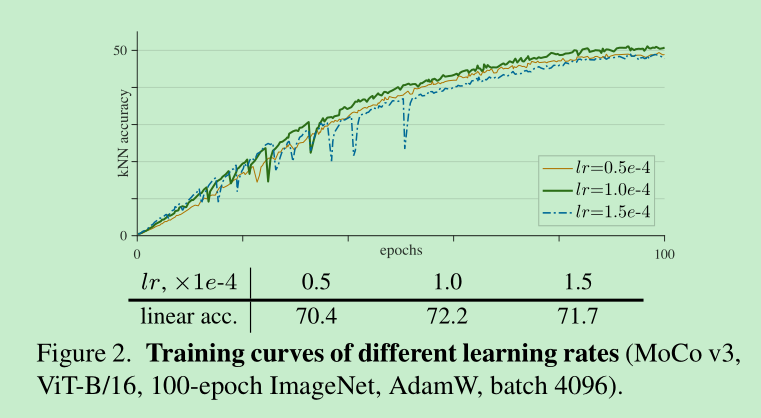 50
kNN accuracy
0
0
epochs
100
lr=0.5e-4
lr=1.0e-4
lr=1.5e-4
lr, ×1e-4 0.5 1.0 1.5
linear acc. 70.4 72.2 71.7
Figure 2. Training curves of different learning rates (MoCo v3,
ViT-B/16, 100-epoch ImageNet, AdamW, batch 4096).